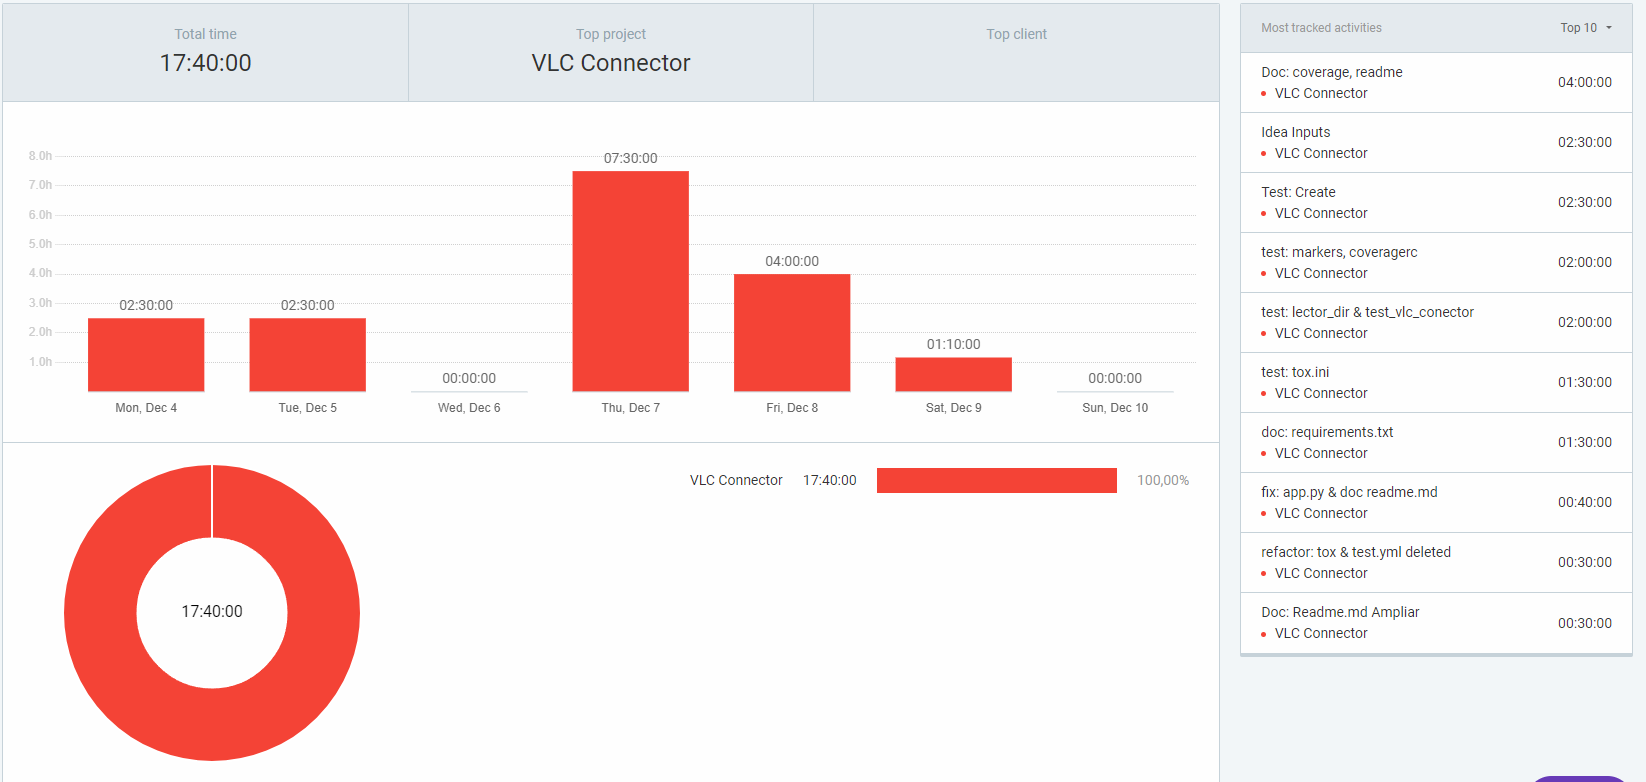 Total time
17:40:00
Top project
VLC Connector
Top client
8.0h
7.0h
6.0h
5.0h
4.0h
3.0h
2.0h
1.0h
02:30:00
02:30:00
00:00:00
07:30:00
04:00:00
01:10:00
00:00:00
Mon, Dec 4
Tue, Dec 5
Wed, Dec 6
Thu, Dec 7
Fri, Dec 8
Sat, Dec 9
Sun, Dec 10
17:40:00
VLC Connector 17:40:00 100,00%
Most tracked activities Top 10
Doc: coverage, readme
VLC Connector
04:00:00
Idea Inputs
VLC Connector
02:30:00
Test: Create
VLC Connector
02:30:00
test: markers, coveragerc
VLC Connector
02:00:00
test: lector_dir & test_vlc_conector
VLC Connector
02:00:00
test: tox.ini
VLC Connector
01:30:00
doc: requirements.txt
VLC Connector
01:30:00
fix: app.py & doc readme.md
VLC Connector
00:40:00
refactor: tox & test.yml deleted
VLC Connector
00:30:00
Doc: Readme.md Ampliar
VLC Connector
00:30:00